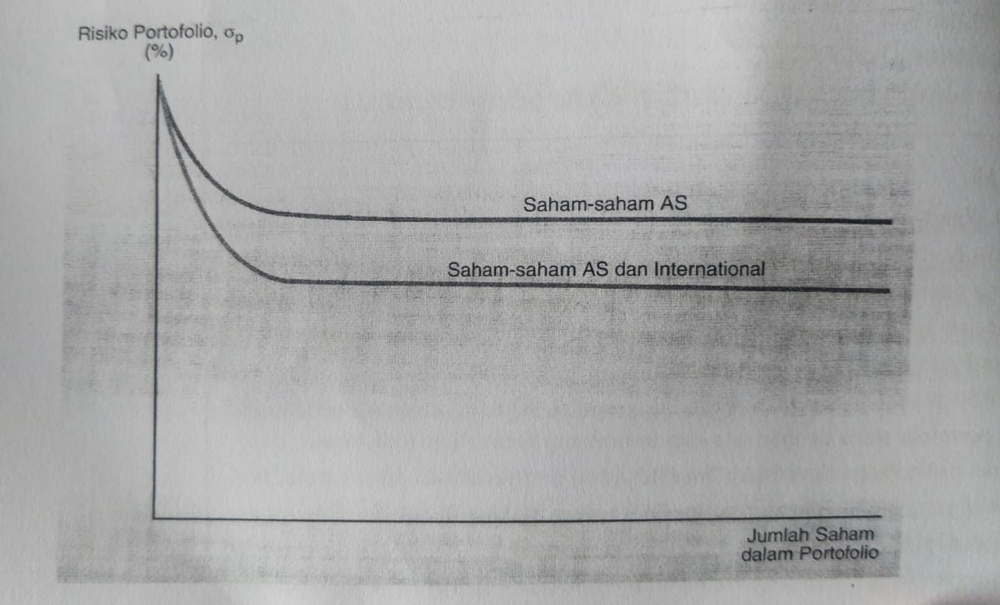 Risiko Portofolio, σp
(%)
Saham-saham AS
Saham-saham AS dan International
Jumlah Saham
dalam Portofolio